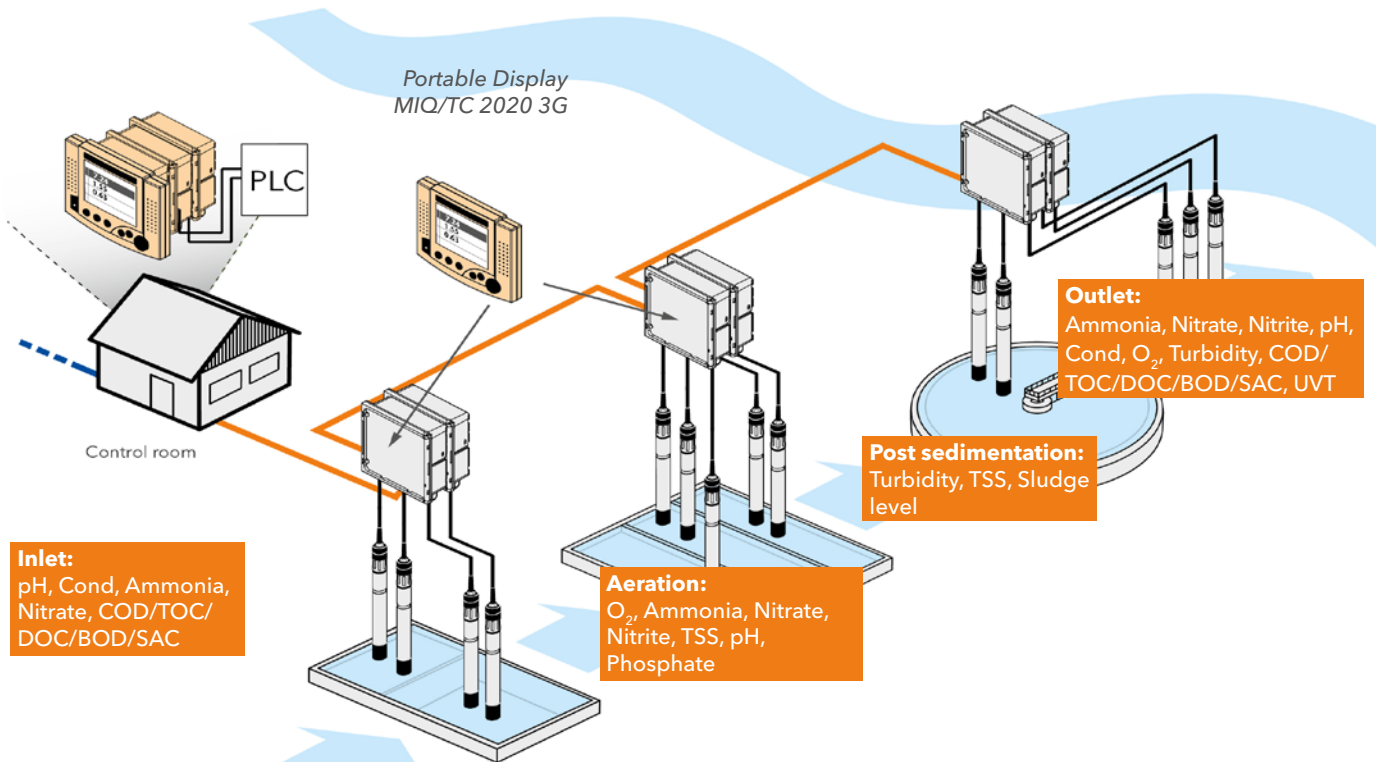 Portable Display
MIQ/TC 2020 3G
PLC
Control room
Inlet:
pH, Cond, Ammonia,
Nitrate, COD/TOC/
DOC/BOD/SAC
Aeration:
O₂, Ammonia, Nitrate,
Nitrite, TSS, pH,
Phosphate
Post sedimentation:
Turbidity, TSS, Sludge
level
Outlet:
Ammonia, Nitrate, Nitrite, pH,
Cond, O₂, Turbidity, COD/
TOC/DOC/BOD/SAC, UVT